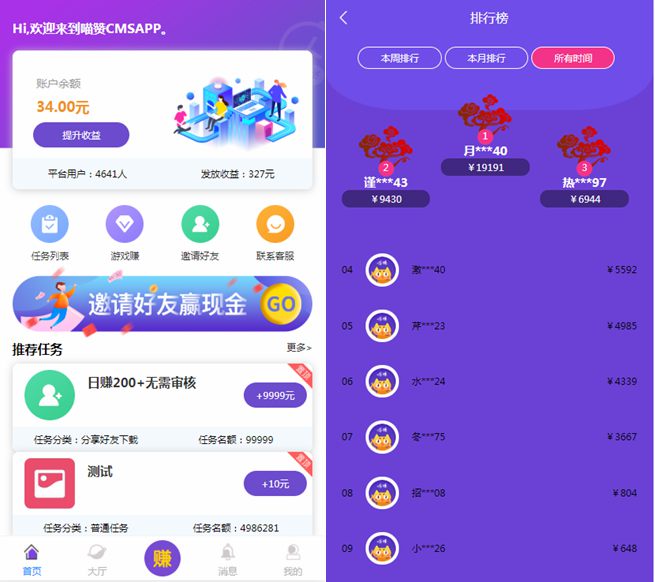 Hi,欢迎来到喵赞CMSAPP。
账户余额
34.00元
提升收益
平台用户：4641人 发放收益：327元
任务列表 游戏赚 邀请好友 联系客服
邀请好友赢现金 GO
推荐任务 更多>
置顶
日赚200+无需审核
+9999元
任务分类：分享好友下载 任务名额：99999
置顶
测试
+10元
任务分类：普通任务 任务名额：4986281
首页 大厅 赚 消息 我的
排行榜
本周排行 本月排行 所有时间
1
月***40
￥19191
2
谨***43
￥9430
3
热***97
￥6944
04 激***40 ￥5592
05 芹***23 ￥4985
06 水***24 ￥4339
07 冬***75 ￥3667
08 招***08 ￥804
09 小***26 ￥648